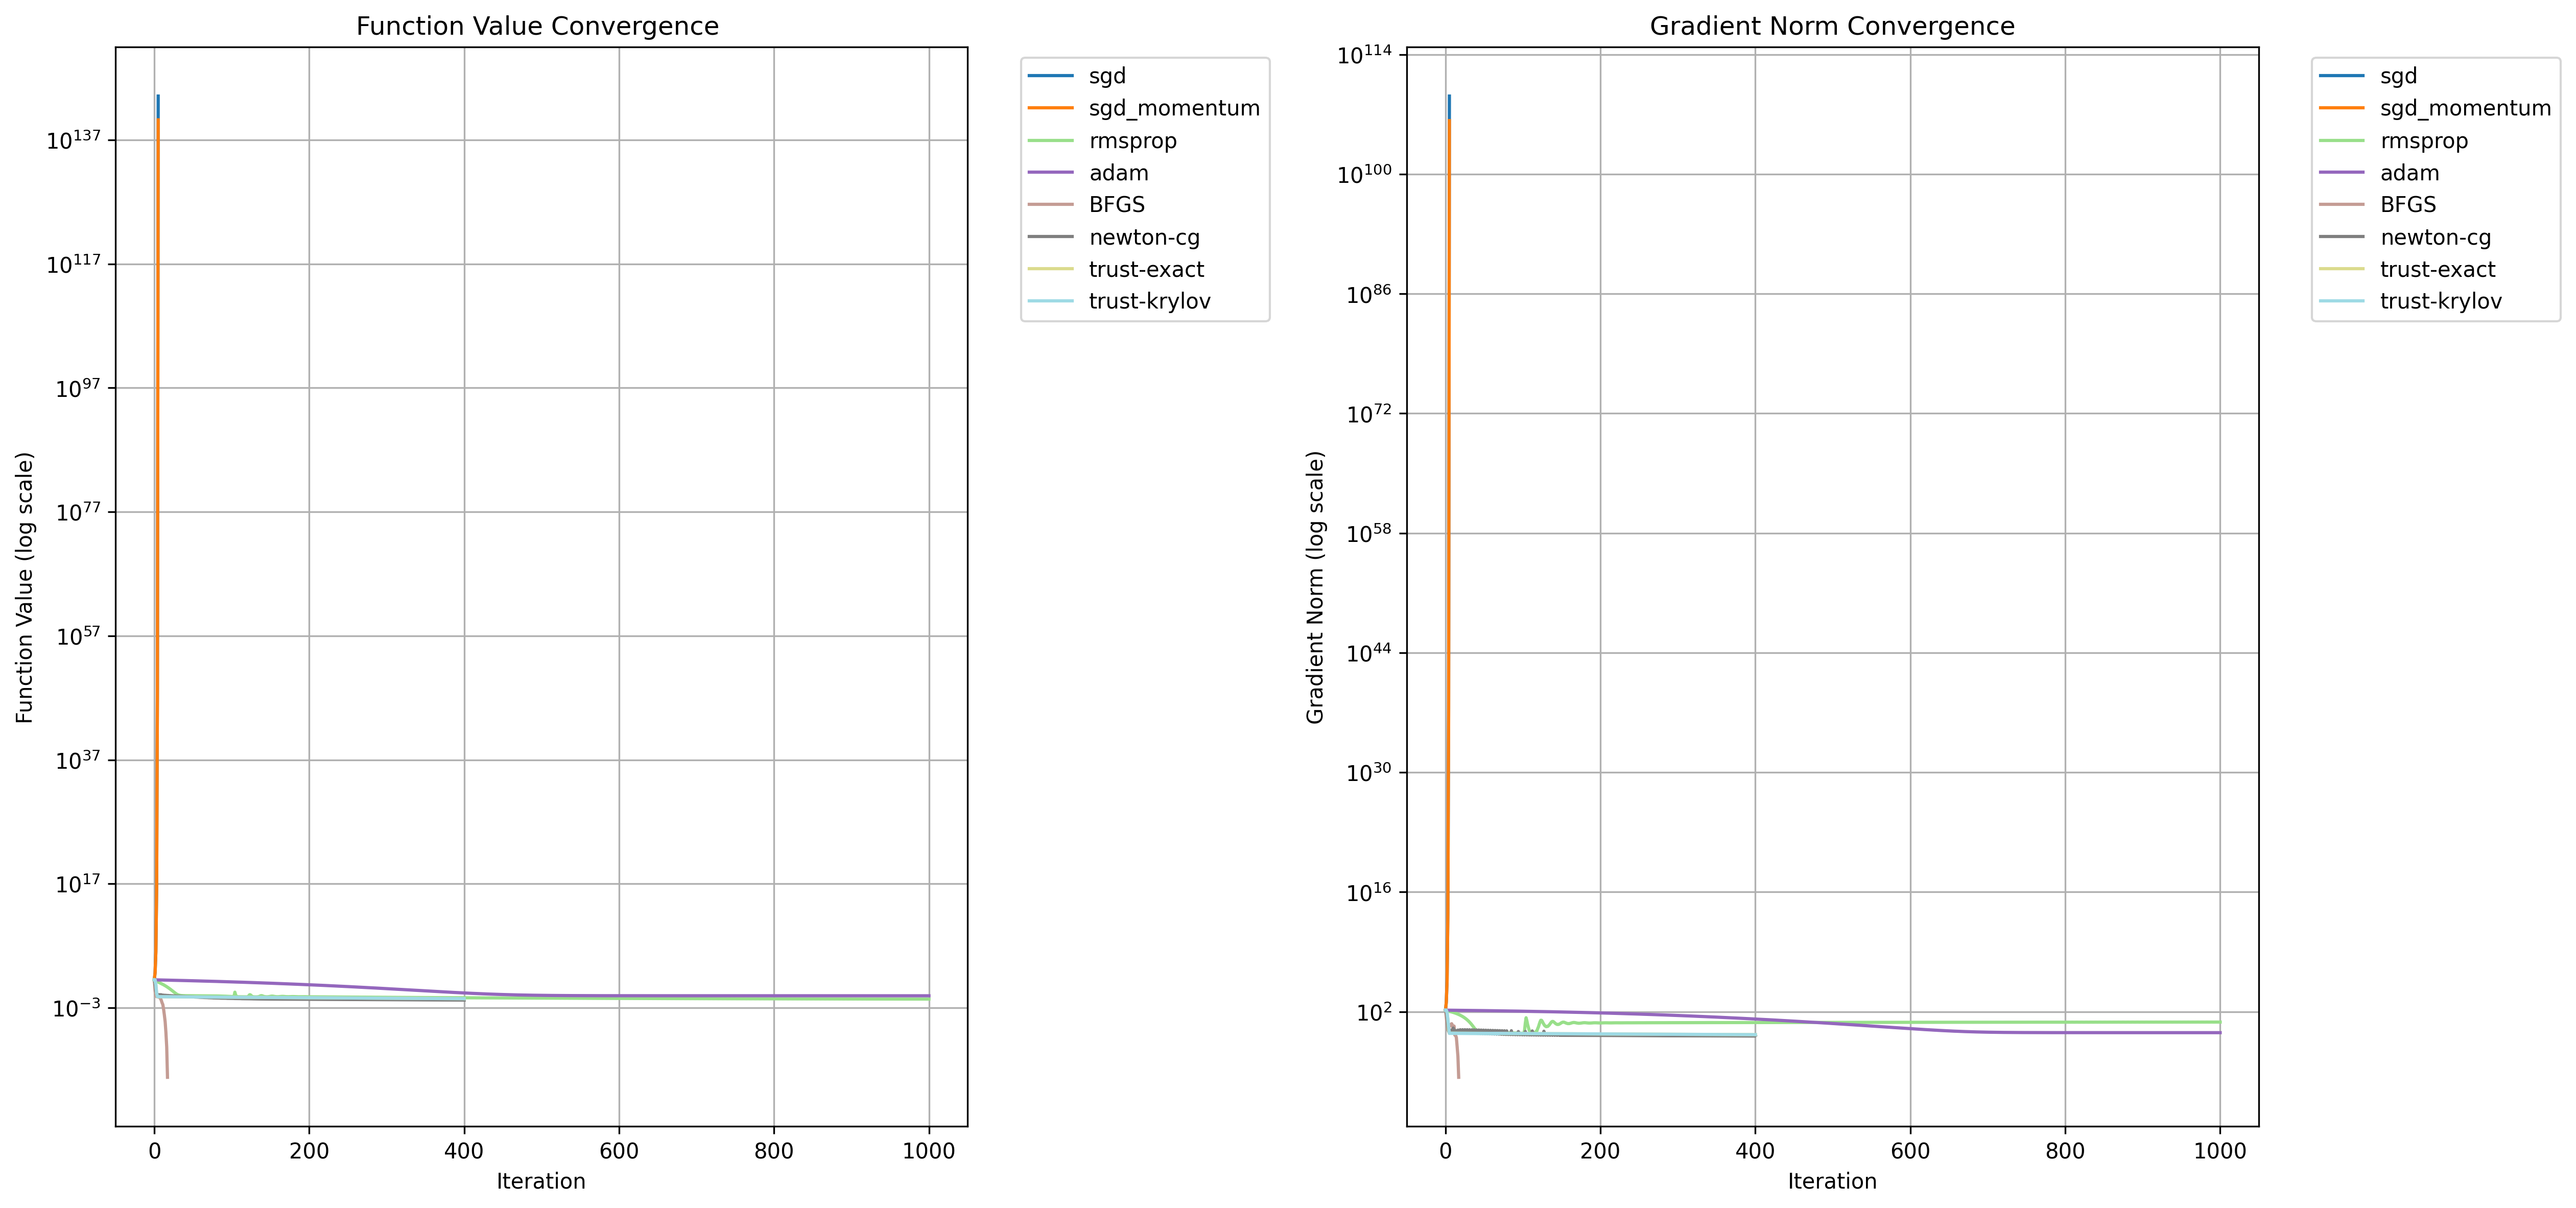 Function Value Convergence
Function Value (log scale)
10^137
10^117
10^97
10^77
10^57
10^37
10^17
10^−3
0 200 400 600 800 1000
Iteration
sgd
sgd_momentum
rmsprop
adam
BFGS
newton-cg
trust-exact
trust-krylov
Gradient Norm Convergence
Gradient Norm (log scale)
10^114
10^100
10^86
10^72
10^58
10^44
10^30
10^16
10^2
0 200 400 600 800 1000
Iteration
sgd
sgd_momentum
rmsprop
adam
BFGS
newton-cg
trust-exact
trust-krylov